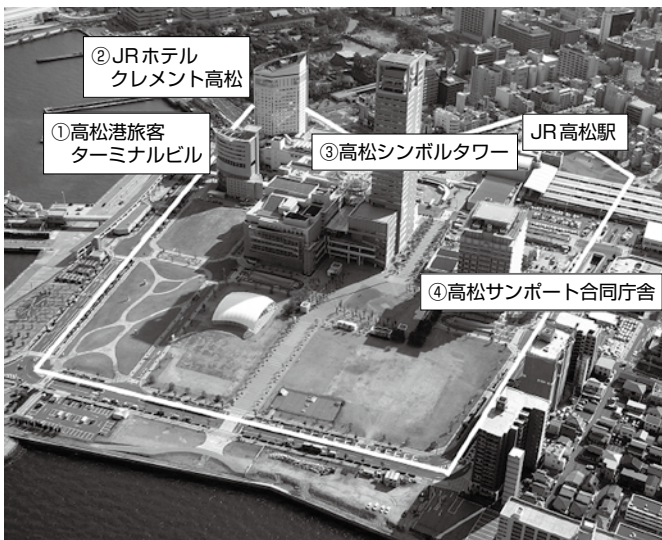 ②JRホテル
クレメント高松
①高松港旅客
ターミナルビル
③高松シンボルタワー
JR高松駅
④高松サンポート合同庁舎